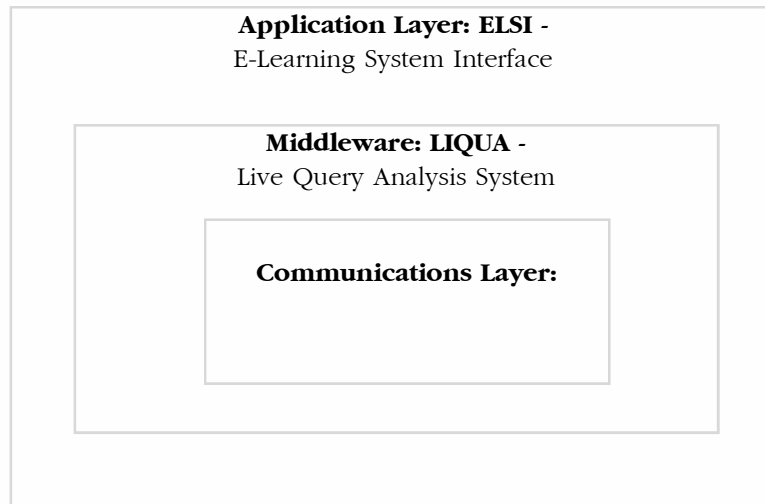 Application Layer: ELSI -
E-Learning System Interface
Middleware: LIQUA -
Live Query Analysis System
Communications Layer: